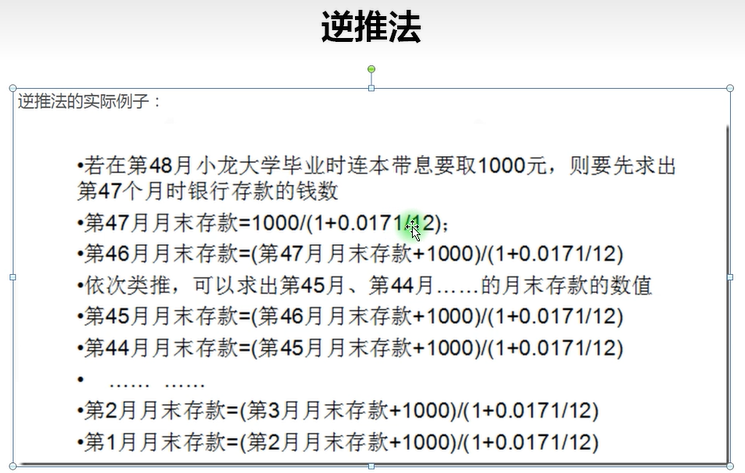 逆推法
逆推法的实际例子：
•若在第48月小龙大学毕业时连本带息要取1000元，则要先求出
第47个月时银行存款的钱数
•第47月月末存款=1000/(1+0.0171/12);
•第46月月末存款=(第47月月末存款+1000)/(1+0.0171/12)
•依次类推，可以求出第45月、第44月……的月末存款的数值
•第45月月末存款=(第46月月末存款+1000)/(1+0.0171/12)
•第44月月末存款=(第45月月末存款+1000)/(1+0.0171/12)
• …… ……
•第2月月末存款=(第3月月末存款+1000)/(1+0.0171/12)
•第1月月末存款=(第2月月末存款+1000)/(1+0.0171/12)